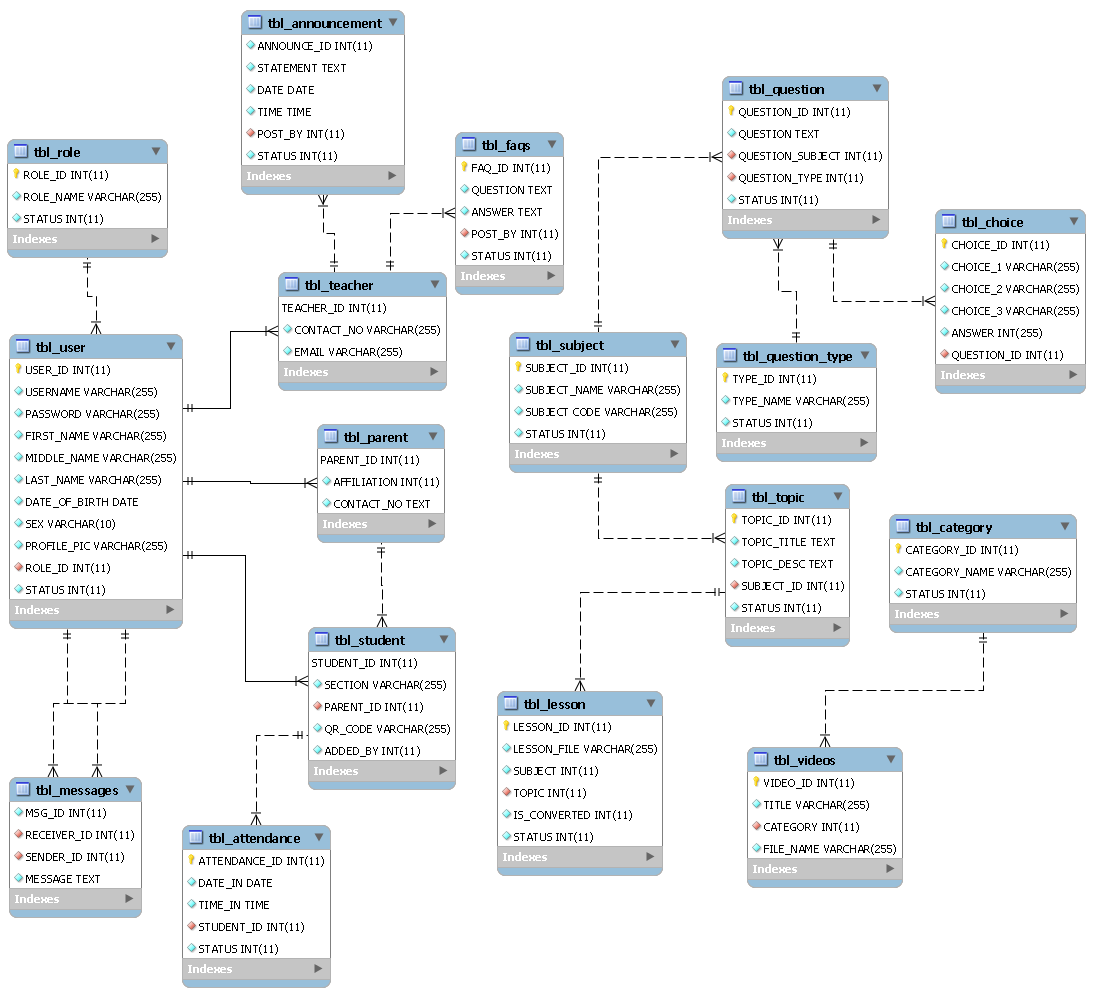 tbl_announcement
ANNOUNCE_ID INT(11)
STATEMENT TEXT
DATE DATE
TIME TIME
POST_BY INT(11)
STATUS INT(11)
Indexes
tbl_role
ROLE_ID INT(11)
ROLE_NAME VARCHAR(255)
STATUS INT(11)
Indexes
tbl_faqs
FAQ_ID INT(11)
QUESTION TEXT
ANSWER TEXT
POST_BY INT(11)
STATUS INT(11)
Indexes
tbl_question
QUESTION_ID INT(11)
QUESTION TEXT
QUESTION_SUBJECT INT(11)
QUESTION_TYPE INT(11)
STATUS INT(11)
Indexes
tbl_choice
CHOICE_ID INT(11)
CHOICE_1 VARCHAR(255)
CHOICE_2 VARCHAR(255)
CHOICE_3 VARCHAR(255)
ANSWER INT(255)
QUESTION_ID INT(11)
Indexes
tbl_teacher
TEACHER_ID INT(11)
CONTACT_NO VARCHAR(255)
EMAIL VARCHAR(255)
Indexes
tbl_user
USER_ID INT(11)
USERNAME VARCHAR(255)
PASSWORD VARCHAR(255)
FIRST_NAME VARCHAR(255)
MIDDLE_NAME VARCHAR(255)
LAST_NAME VARCHAR(255)
DATE_OF_BIRTH DATE
SEX VARCHAR(10)
PROFILE_PIC VARCHAR(255)
ROLE_ID INT(11)
STATUS INT(11)
Indexes
tbl_subject
SUBJECT_ID INT(11)
SUBJECT_NAME VARCHAR(255)
SUBJECT CODE VARCHAR(255)
STATUS INT(11)
Indexes
tbl_question_type
TYPE_ID INT(11)
TYPE_NAME VARCHAR(255)
STATUS INT(11)
Indexes
tbl_parent
PARENT_ID INT(11)
AFFILIATION INT(11)
CONTACT_NO TEXT
Indexes
tbl_topic
TOPIC_ID INT(11)
TOPIC_TITLE TEXT
TOPIC_DESC TEXT
SUBJECT_ID INT(11)
STATUS INT(11)
Indexes
tbl_category
CATEGORY_ID INT(11)
CATEGORY_NAME VARCHAR(255)
STATUS INT(11)
Indexes
tbl_student
STUDENT_ID INT(11)
SECTION VARCHAR(255)
PARENT_ID INT(11)
QR_CODE VARCHAR(255)
ADDED_BY INT(11)
Indexes
tbl_lesson
LESSON_ID INT(11)
LESSON_FILE VARCHAR(255)
SUBJECT INT(11)
TOPIC INT(11)
IS_CONVERTED INT(11)
STATUS INT(11)
Indexes
tbl_videos
VIDEO_ID INT(11)
TITLE VARCHAR(255)
CATEGORY INT(11)
FILE_NAME VARCHAR(255)
Indexes
tbl_messages
MSG_ID INT(11)
RECEIVER_ID INT(11)
SENDER_ID INT(11)
MESSAGE TEXT
Indexes
tbl_attendance
ATTENDANCE_ID INT(11)
DATE_IN DATE
TIME_IN TIME
STUDENT_ID INT(11)
STATUS INT(11)
Indexes